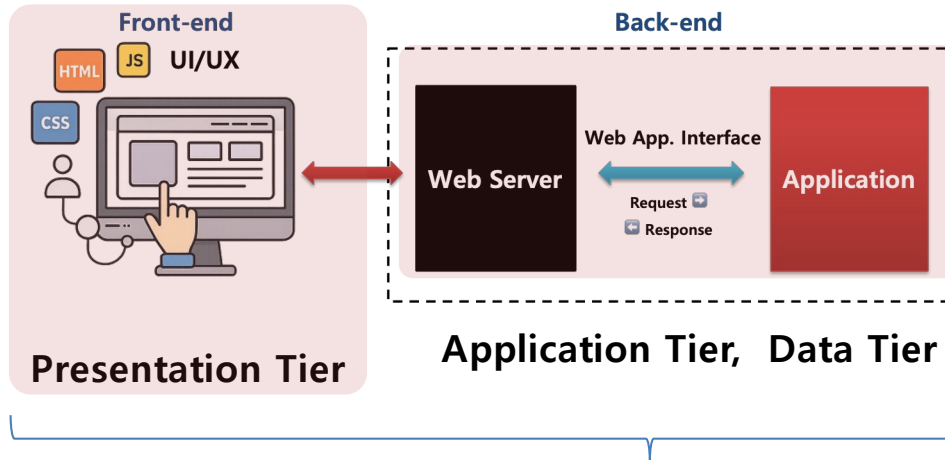 Front-end
HTML
JS
UI/UX
CSS
Presentation Tier
Back-end
Web Server
Web App. Interface
Request ➡
⬅ Response
Application
Application Tier, Data Tier